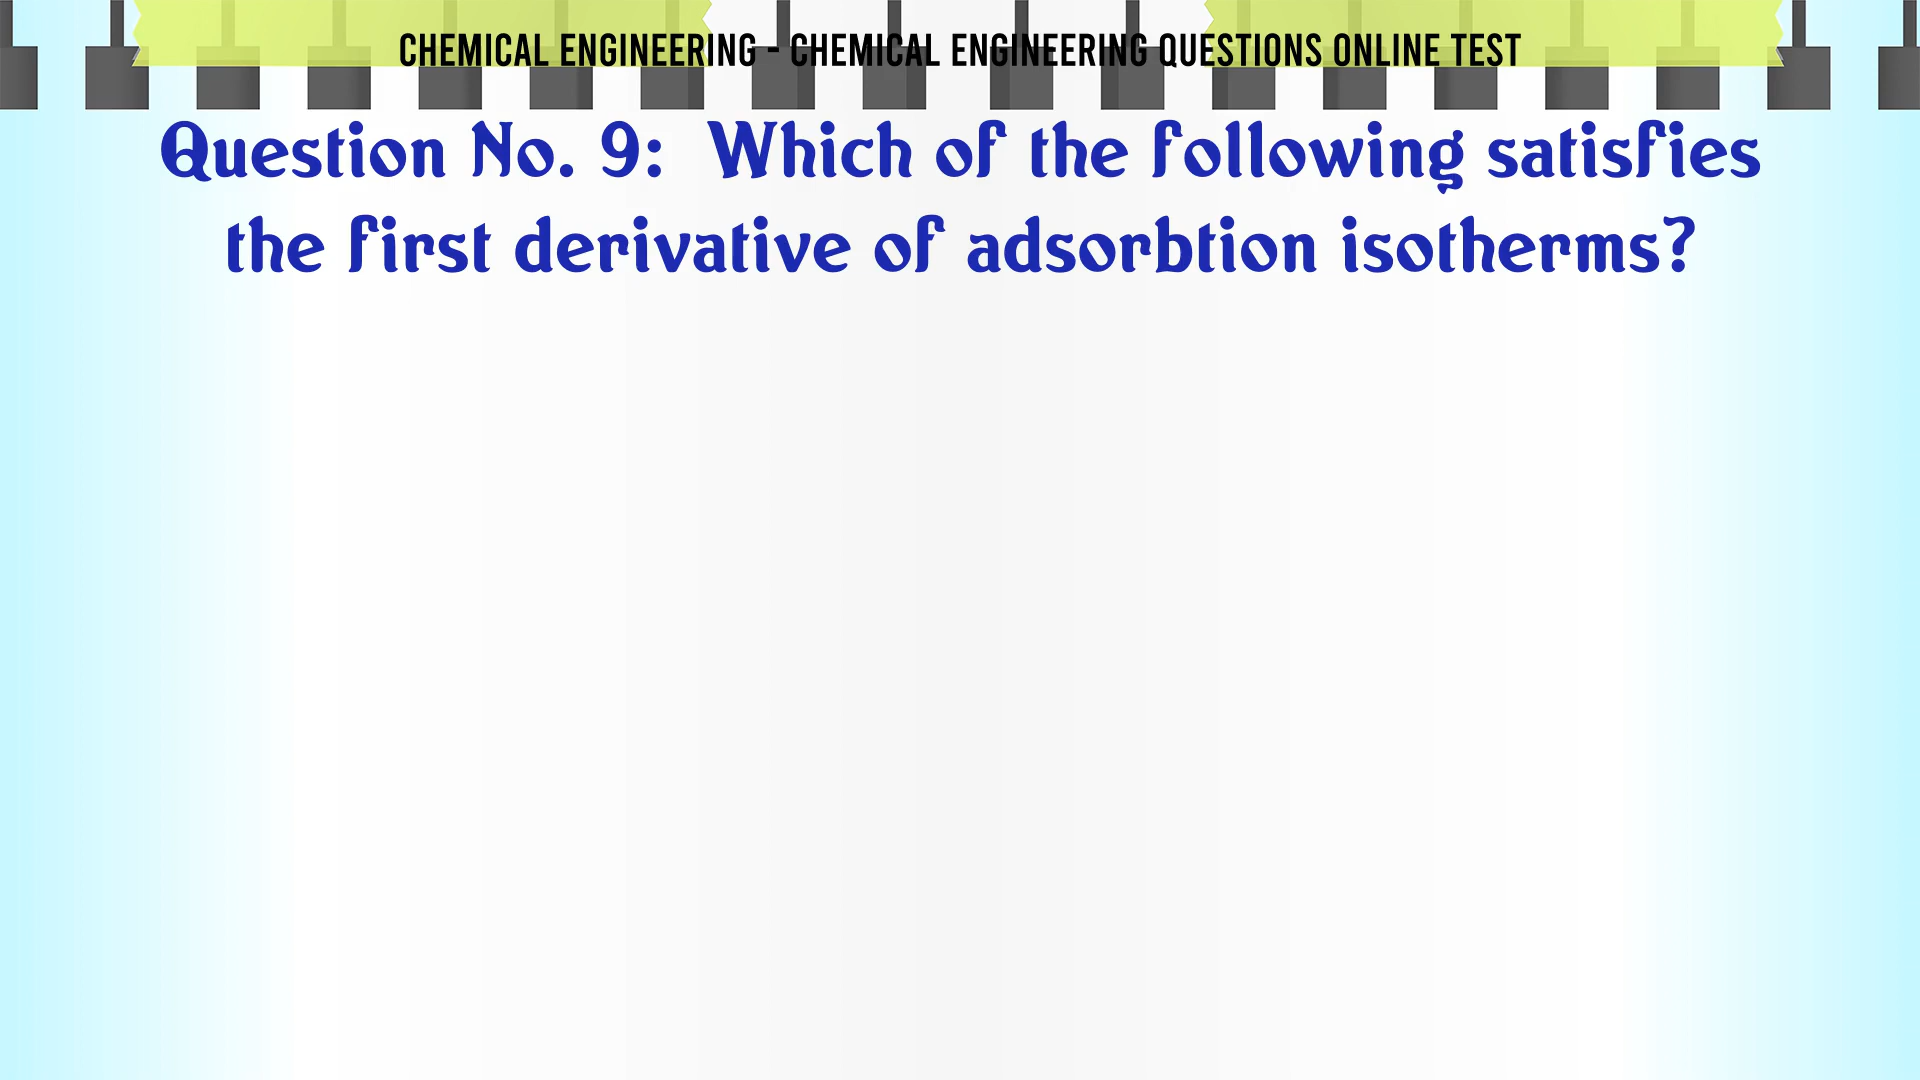 CHEMICAL ENGINEERING - CHEMICAL ENGINEERING QUESTIONS ONLINE TEST
Question No. 9: Which of the following satisfies
the first derivative of adsorbtion isotherms?